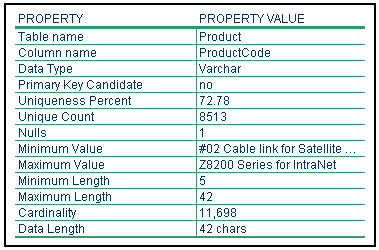 PROPERTY PROPERTY VALUE
Table name Product
Column name ProductCode
Data Type Varchar
Primary Key Candidate no
Uniqueness Percent 72.78
Unique Count 8513
Nulls 1
Minimum Value #02 Cable link for Satellite ...
Maximum Value Z8200 Series for IntraNet
Minimum Length 5
Maximum Length 42
Cardinality 11,698
Data Length 42 chars